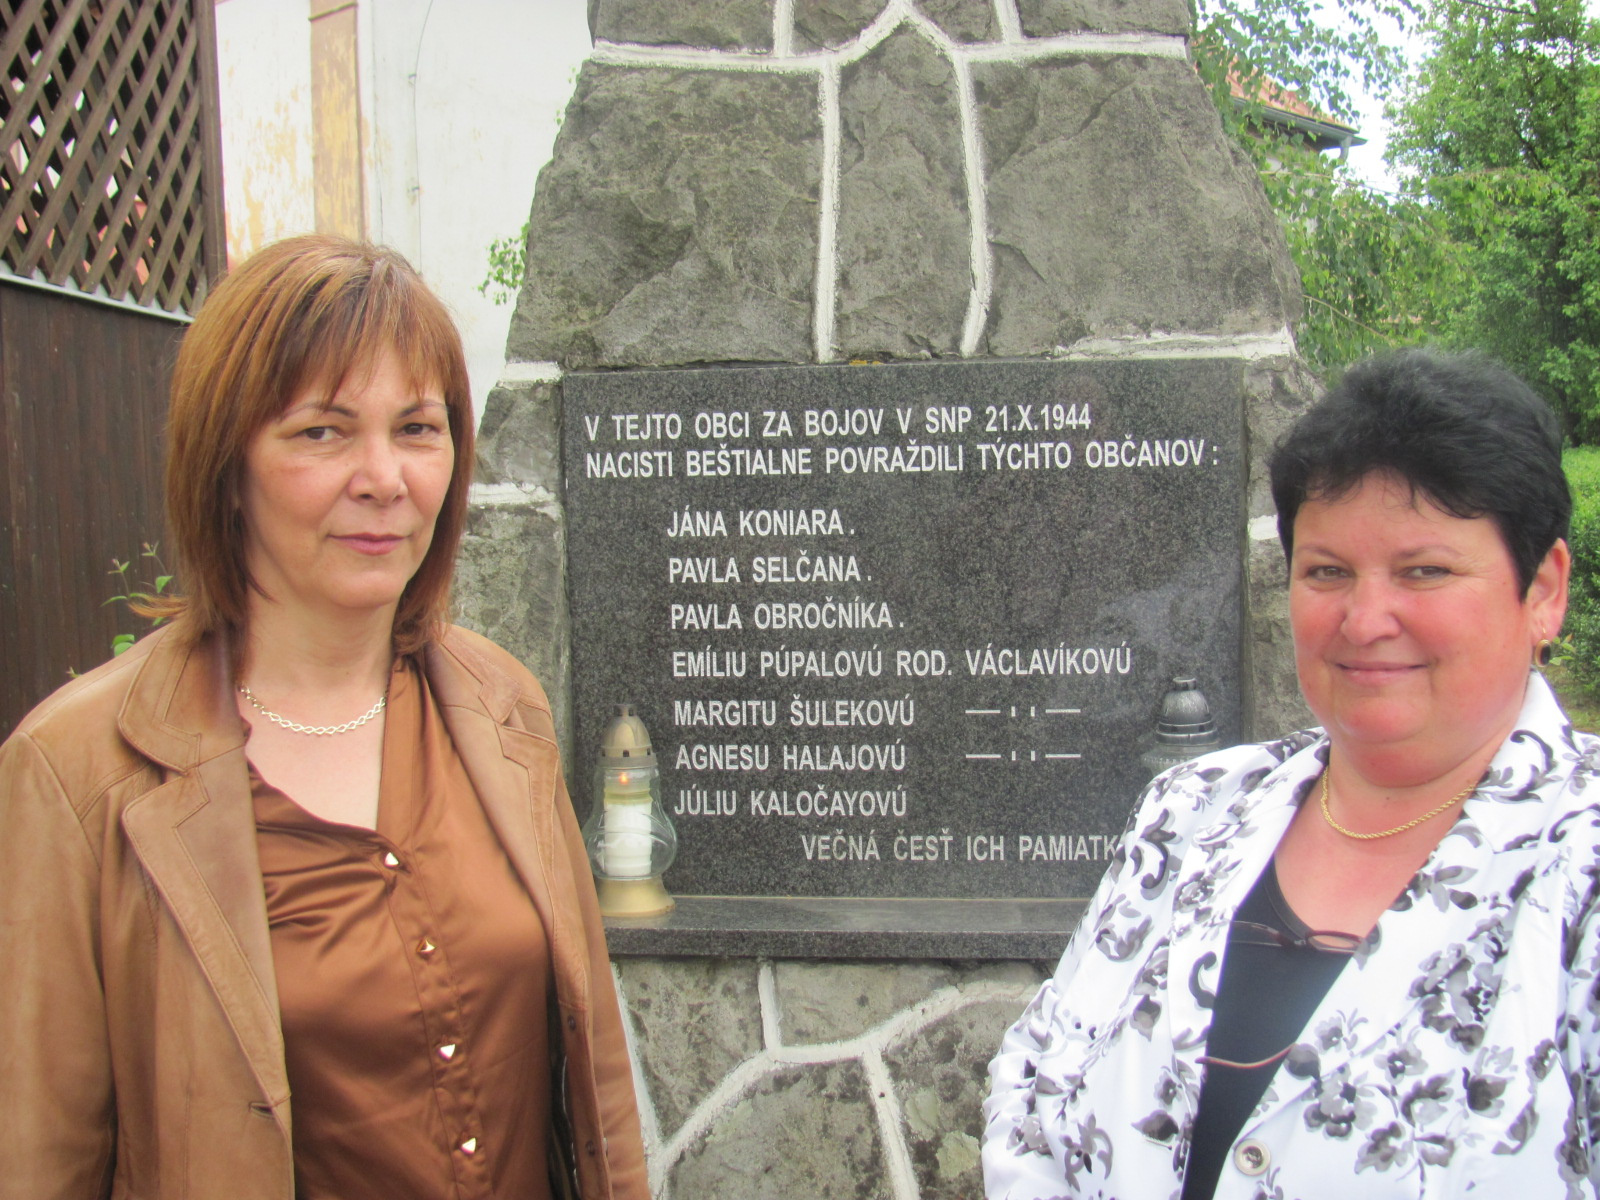 V TEJTO OBCI ZA BOJOV V SNP 21.X.1944
NACISTI BEŠTIALNE POVRAŽDILI TÝCHTO OBČANOV :
JÁNA KONIARA .
PAVLA SELČANA .
PAVLA OBROČNÍKA .
EMÍLIU PÚPALOVÚ ROD. VÁCLAVÍKOVÚ
MARGITU ŠULEKOVÚ — ı ı —
AGNESU HALAJOVÚ — ı ı —
JÚLIU KALOČAYOVÚ
VEČNÁ ČESŤ ICH PAMIATK